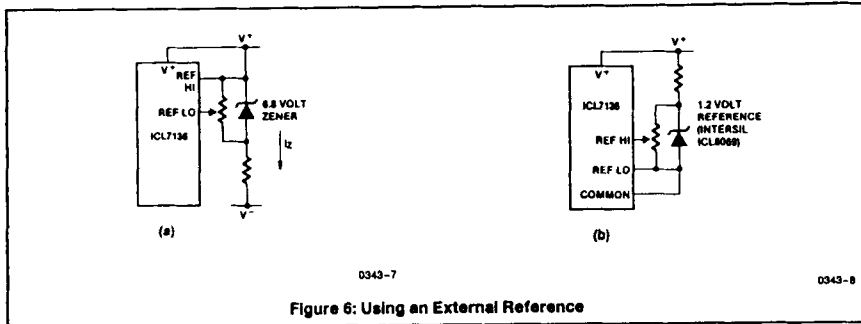 V+
V+
REF
HI
REF LO
ICL7136
6.8 VOLT
ZENER
IZ
V−
(a)
0343-7
V+
V+
ICL7136
REF HI
REF LO
COMMON
1.2 VOLT
REFERENCE
(INTERSIL
ICL8069)
(b)
0343-8
Figure 6: Using an External Reference